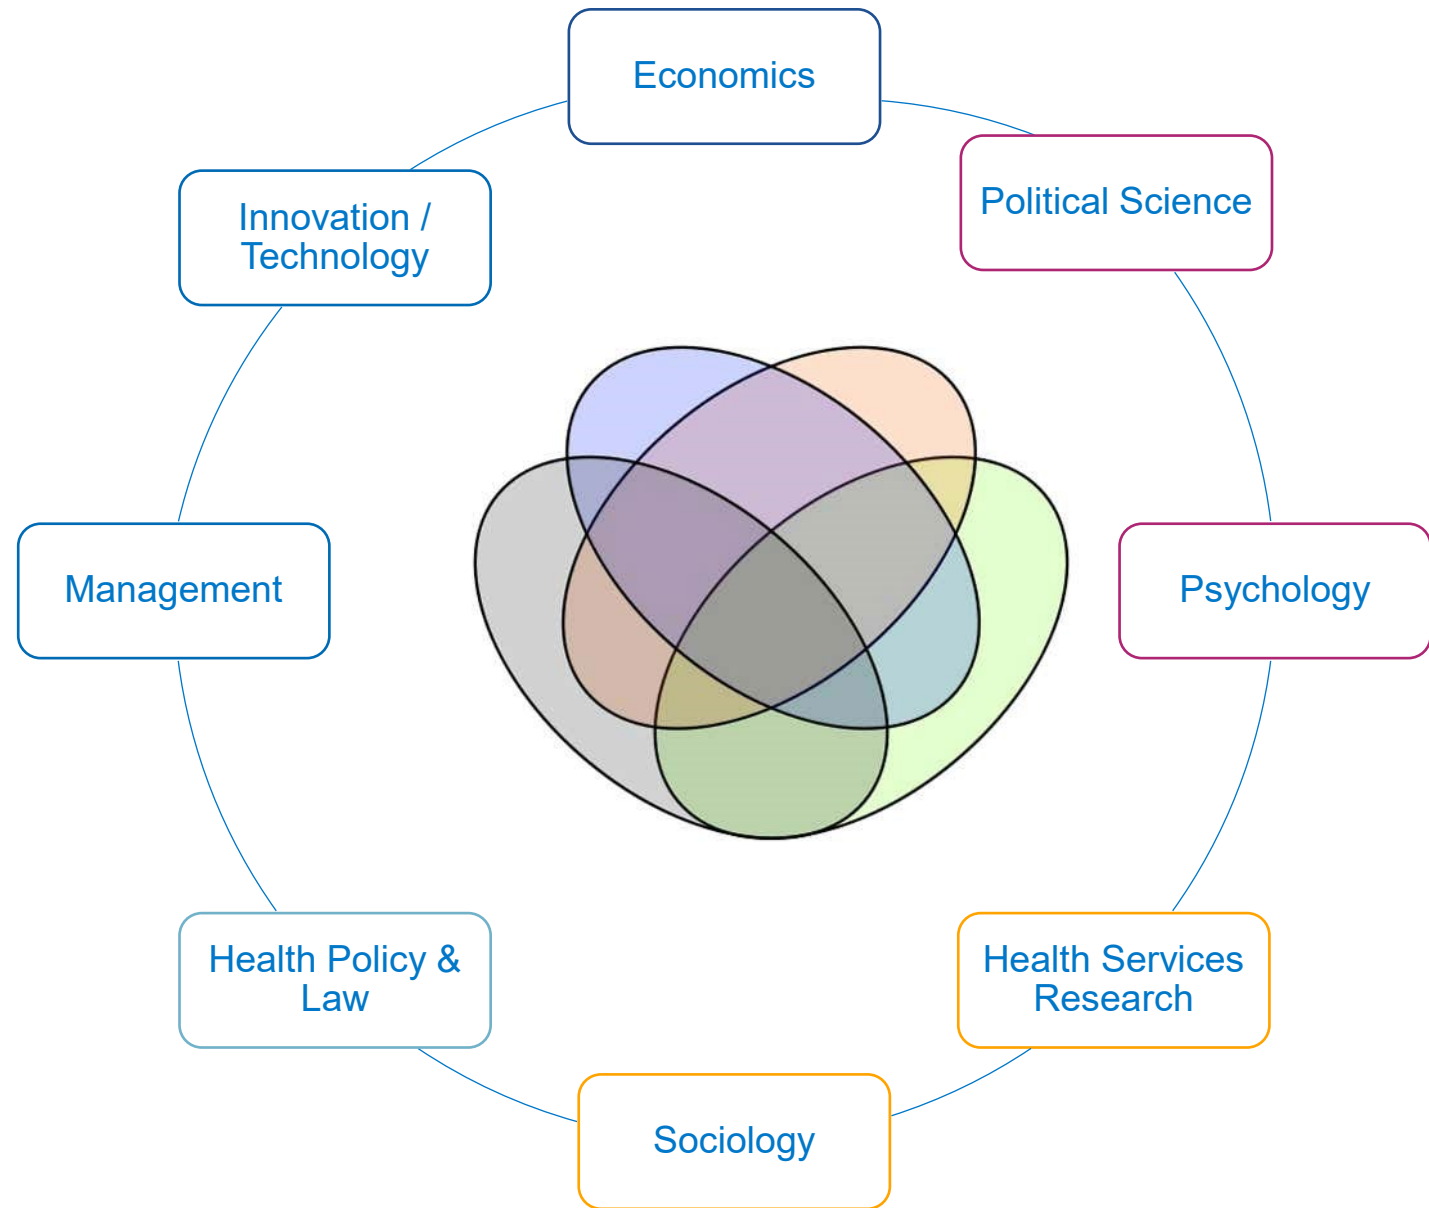 Economics
Political Science
Innovation /
Technology
Management
Psychology
Health Policy &
Law
Health Services
Research
Sociology